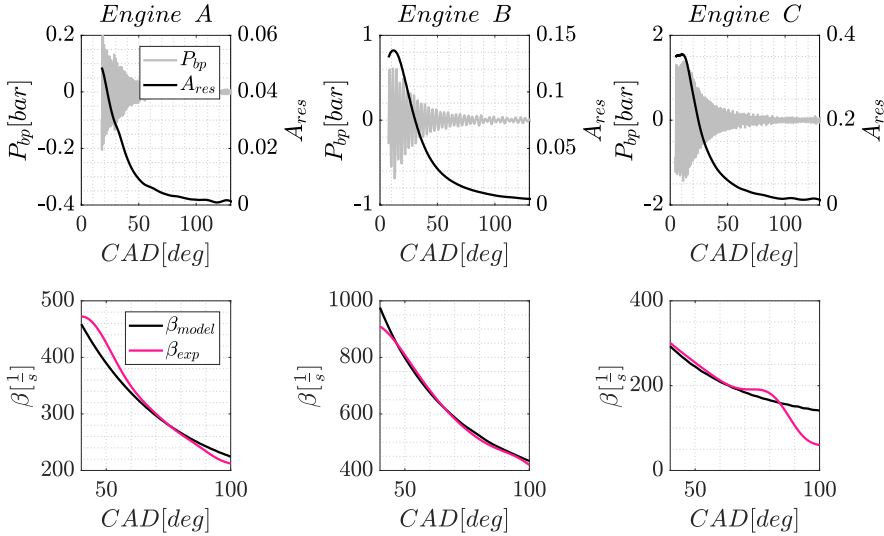 Engine A
Engine B
Engine C
P_bp[bar]
0.2
0
-0.2
-0.4
P_bp
A_res
0.06
0.04
0.02
0
A_res
0
50
100
CAD[deg]
P_bp[bar]
1
0
-1
0.15
0.10
0.05
0
A_res
0
50
100
CAD[deg]
P_bp[bar]
2
0
-2
0.4
0.2
0
A_res
0
50
100
CAD[deg]
β[1/s]
500
400
300
200
β_model
β_exp
50
100
CAD[deg]
β[1/s]
1000
800
600
400
50
100
CAD[deg]
β[1/s]
400
200
0
50
100
CAD[deg]